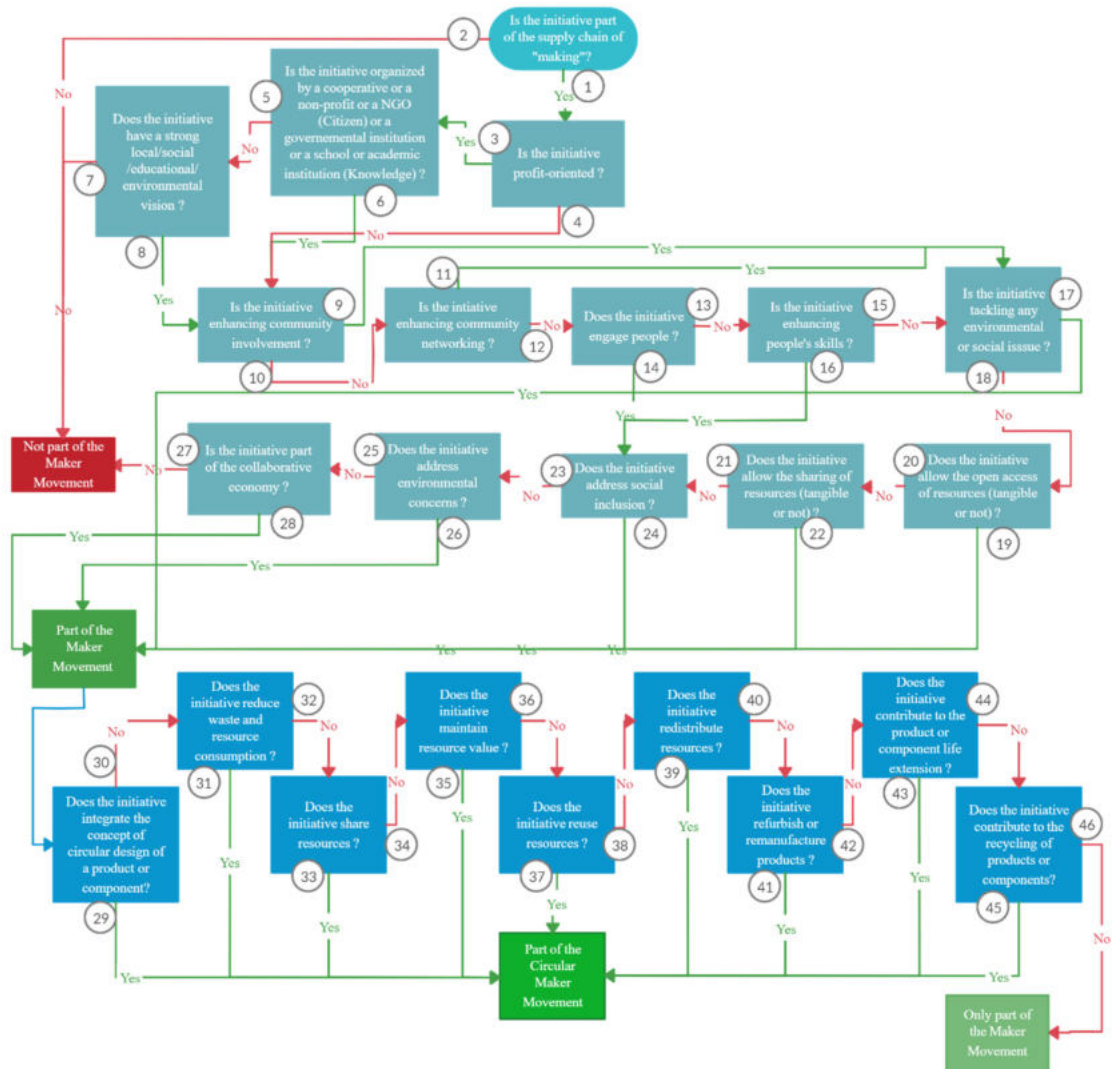 Is the initiative part
of the supply chain of
"making"?
2
1
Yes
No
Is the initiative organized
by a cooperative or a
non-profit or a NGO
(Citizen) or a
governemental institution
or a school or academic
institution (Knowledge) ?
5
6
Yes
No
Yes
3
Is the initiative
profit-oriented ?
4
No
Does the initiative
have a strong
local/social
/educational/
environmental
vision ?
7
8
No
Yes
Is the initiative
enhancing community
involvement ?
9
10
Yes
No
11
Is the intiative
enhancing community
networking ?
12
Yes
No
Does the initiative
engage people ?
13
14
No
Yes
Is the initiative
enhancing
people's skills ?
15
16
No
Yes
Is the initiative
tackling any
environmental
or social isssue ?
17
18
Yes
No
Not part of the
Maker
Movement
Is the initiative part
of the collaborative
economy ?
27
28
No
Yes
Does the initiative
address
environmental
concerns ?
25
26
No
Yes
Does the initiative
address social
inclusion ?
23
24
No
Yes
Does the initiative
allow the sharing of
resources (tangible
or not) ?
21
22
No
Yes
Does the initiative
allow the open access
of resources (tangible
or not) ?
20
19
No
Yes
Part of the
Maker
Movement
Does the initiative
integrate the
concept of
circular design of
a product or
component?
30
29
No
Yes
Does the
initiative reduce
waste and
resource
consumption ?
32
31
No
Yes
Does the
initiative share
resources ?
34
33
No
Yes
Does the
initiative
maintain
resource value ?
36
35
No
Yes
Does the
initiative reuse
resources ?
38
37
No
Yes
Does the
initiative
redistribute
resources ?
40
39
No
Yes
Does the
initiative
refurbish or
remanufacture
products ?
42
41
No
Yes
Does the
initiative
contribute to the
product or
component life
extension ?
44
43
No
Yes
Does the initiative
contribute to the
recycling of
products or
components?
46
45
No
Yes
Part of the
Circular
Maker
Movement
Only part of
the Maker
Movement